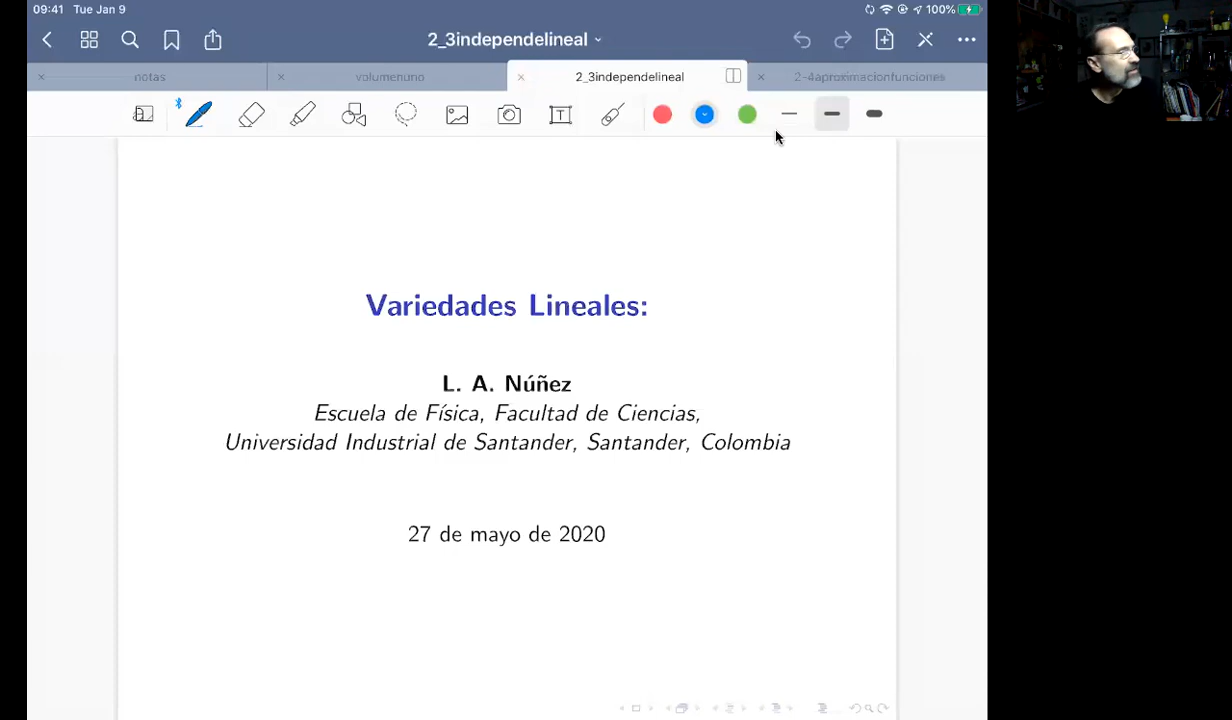 09:41 Tue Jan 9
100%
2_3independelineal
notas
volumenuno
2_3independelineal
2-4aproximacionfunciones
Variedades Lineales:
L. A. Núñez
Escuela de Física, Facultad de Ciencias,
Universidad Industrial de Santander, Santander, Colombia
27 de mayo de 2020